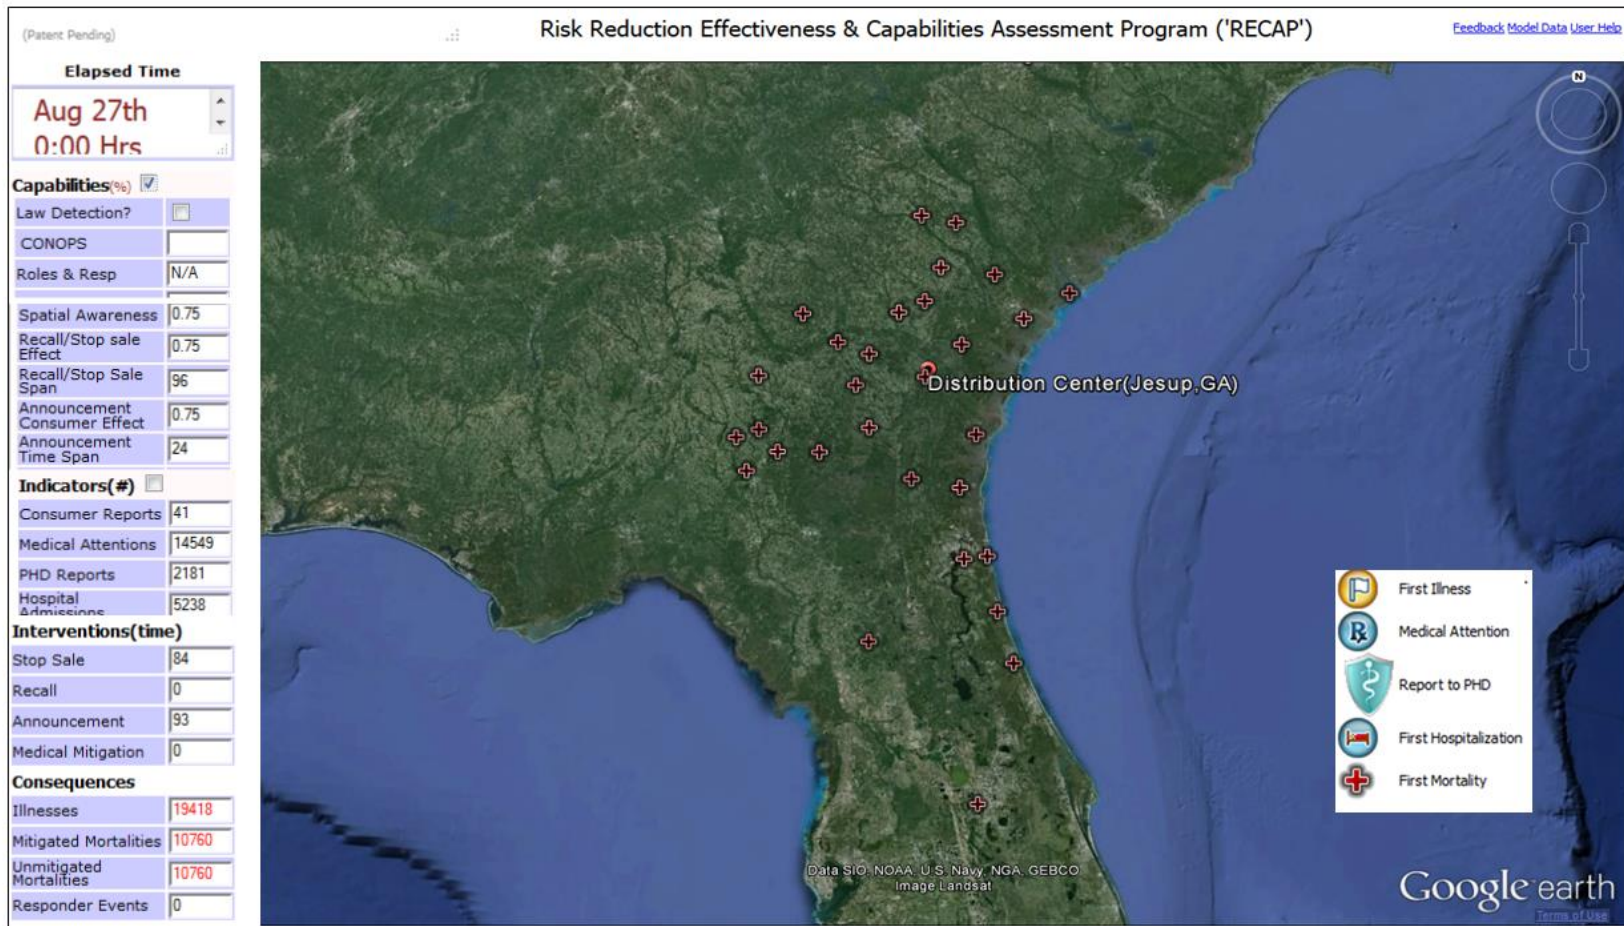 (Patent Pending)
Risk Reduction Effectiveness & Capabilities Assessment Program ('RECAP')
Feedback Model Data User Help
Elapsed Time
Aug 27th
0:00 Hrs
Capabilities(%)
Law Detection?
CONOPS
Roles & Resp N/A
Spatial Awareness 0.75
Recall/Stop sale
Effect 0.75
Recall/Stop Sale
Span 96
Announcement
Consumer Effect 0.75
Announcement
Time Span 24
Indicators(#)
Consumer Reports 41
Medical Attentions 14549
PHD Reports 2181
Hospital
Admissions 5238
Interventions(time)
Stop Sale 84
Recall 0
Announcement 93
Medical Mitigation 0
Consequences
Illnesses 19418
Mitigated Mortalities 10760
Unmitigated
Mortalities 10760
Responder Events 0
N
Distribution Center(Jesup,GA)
First Illness
Medical Attention
Report to PHD
First Hospitalization
First Mortality
Data SIO, NOAA, U.S. Navy, NGA, GEBCO
Image Landsat
Google earth
Terms of Use